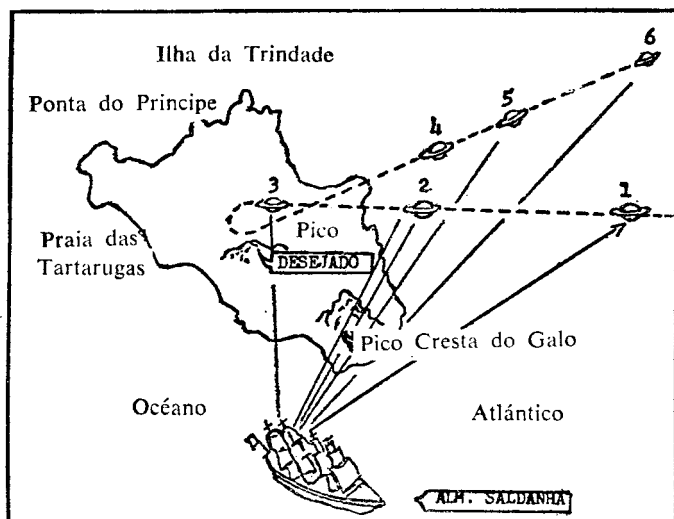 Ilha da Trindade
6
Ponta do Principe
5
4
3
2
1
Praia das
Tartarugas
Pico
DESEJADO
Pico Cresta do Galo
Océano
Atlántico
ALM. SALDANHA